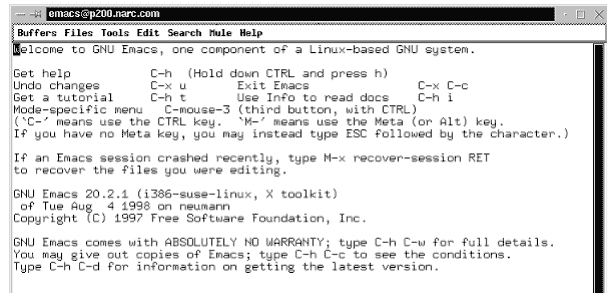 emacs@p200.narc.com
Buffers Files Tools Edit Search Mule Help
Welcome to GNU Emacs, one component of a Linux-based GNU system.
Get help C-h (Hold down CTRL and press h)
Undo changes C-x u Exit Emacs C-x C-c
Get a tutorial C-h t Use Info to read docs C-h i
Mode-specific menu C-mouse-3 (third button, with CTRL)
(`C-' means use the CTRL key. `M-' means use the Meta (or Alt) key.
If you have no Meta key, you may instead type ESC followed by the character.)
If an Emacs session crashed recently, type M-x recover-session RET
to recover the files you were editing.
GNU Emacs 20.2.1 (i386-suse-linux, X toolkit)
of Tue Aug 4 1998 on neumann
Copyright (C) 1997 Free Software Foundation, Inc.
GNU Emacs comes with ABSOLUTELY NO WARRANTY; type C-h C-w for full details.
You may give out copies of Emacs; type C-h C-c to see the conditions.
Type C-h C-d for information on getting the latest version.